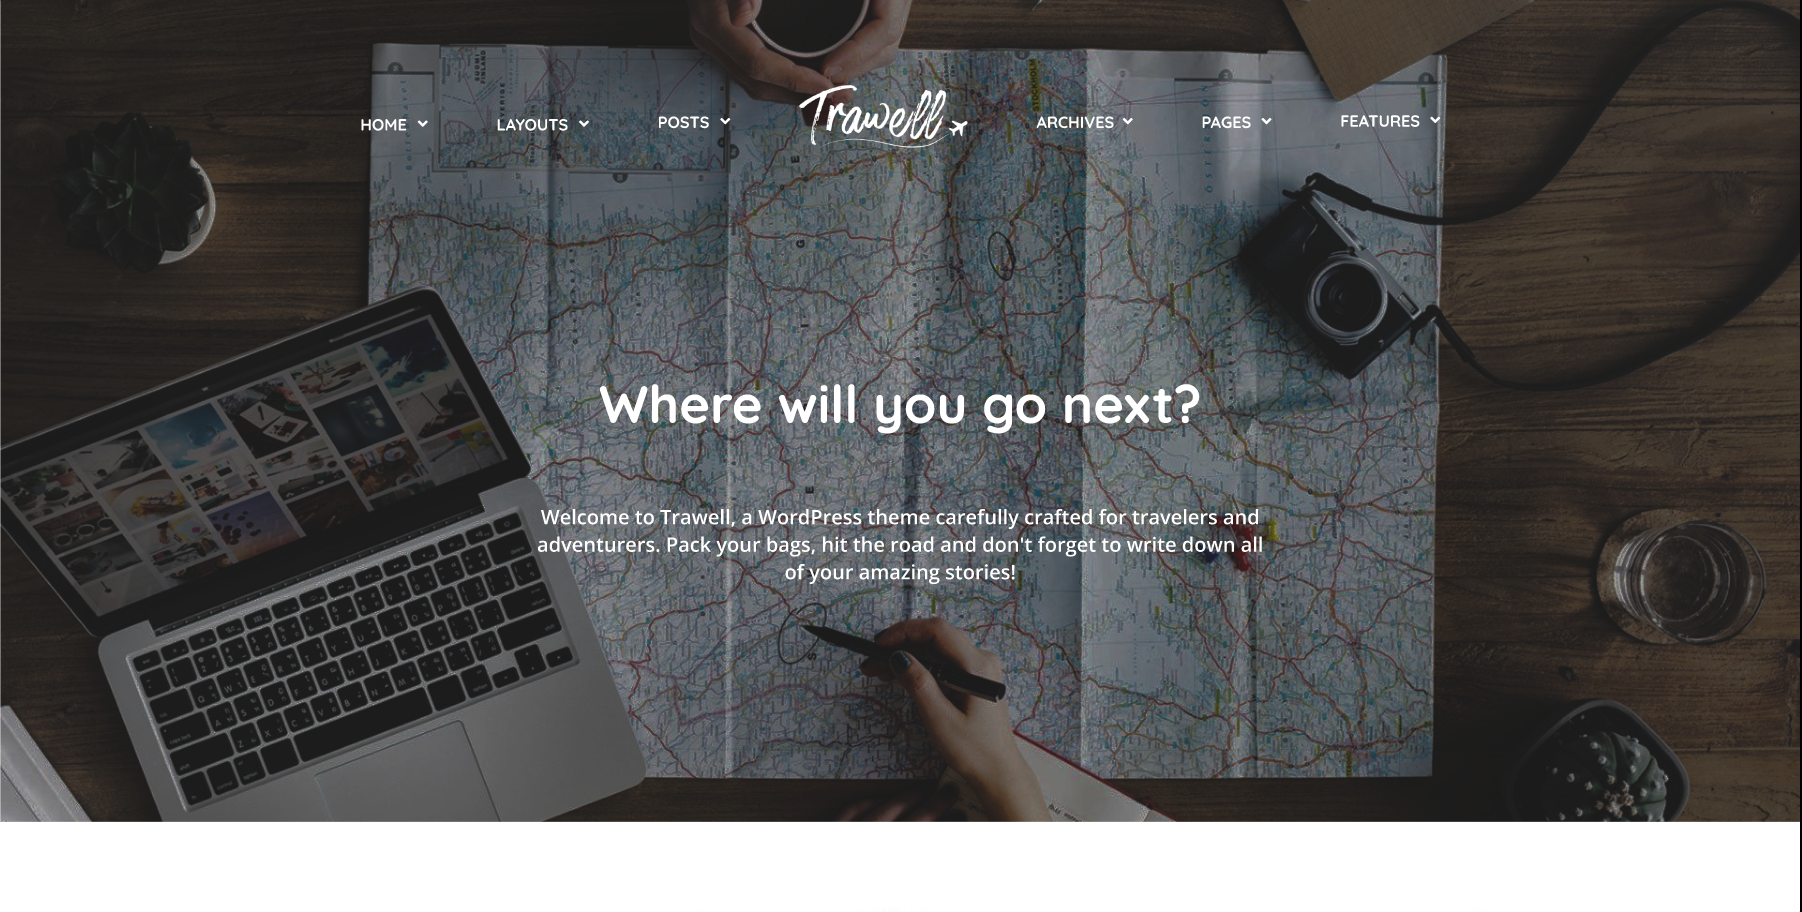 HOME
LAYOUTS
POSTS
Trawell
ARCHIVES
PAGES
FEATURES
STOCKHOLM
Where will you go next?
Welcome to Trawell, a WordPress theme carefully crafted for travelers and
adventurers. Pack your bags, hit the road and don't forget to write down all
of your amazing stories!